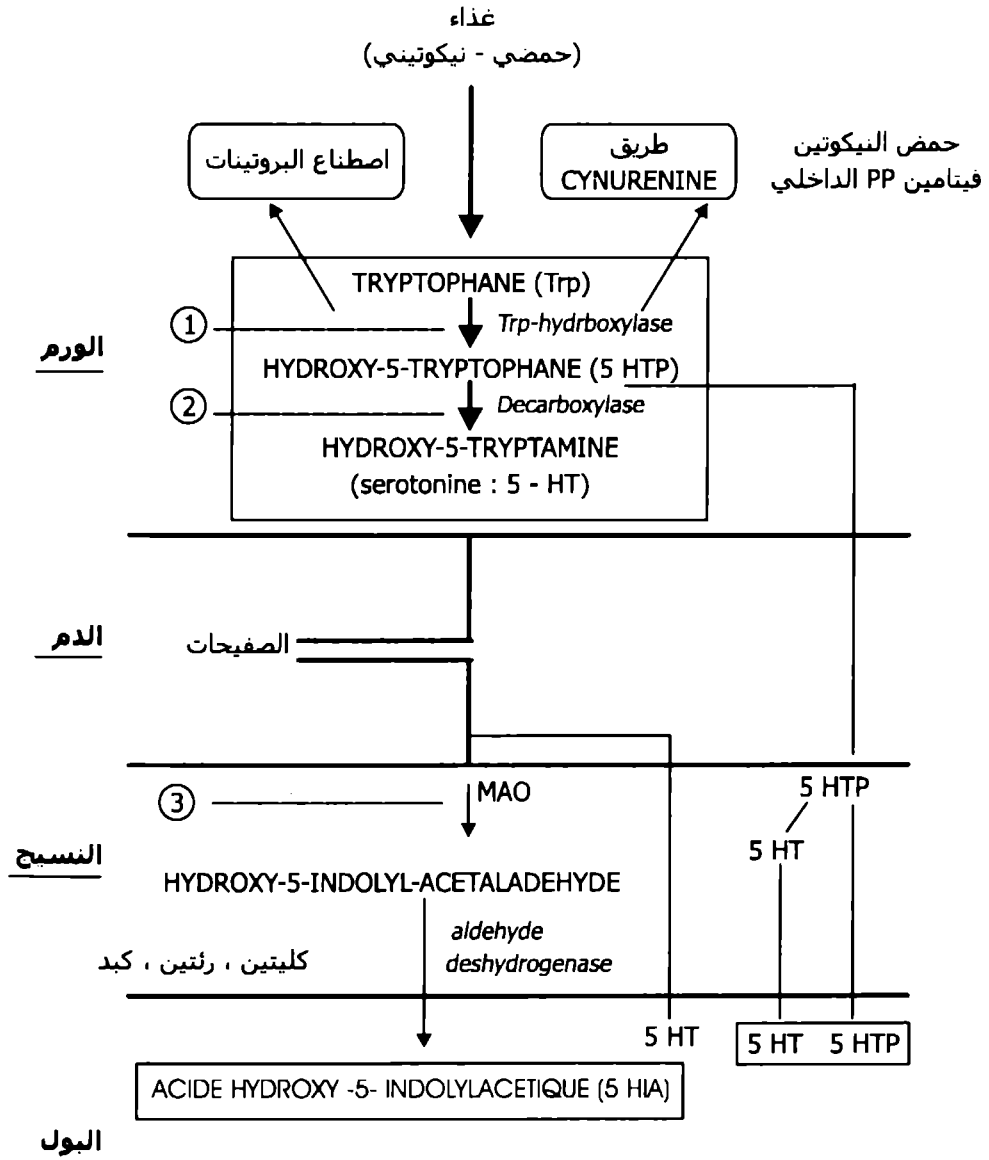 غذاء
(حمضي - نيكوتيني)
اصطناع البروتينات
طريق
CYNURENINE
حمض النيكوتين
فيتامين PP الداخلي
TRYPTOPHANE (Trp)
1
Trp-hydrboxylase
الورم
HYDROXY-5-TRYPTOPHANE (5 HTP)
2
Decarboxylase
HYDROXY-5-TRYPTAMINE
(serotonine : 5 - HT)
الدم
الصفيحات
3
MAO
5 HTP
5 HT
النسيج
HYDROXY-5-INDOLYL-ACETALADEHYDE
aldehyde
deshydrogenase
كليتين ، رئتين ، كبد
5 HT
5 HT 5 HTP
ACIDE HYDROXY -5- INDOLYLACETIQUE (5 HIA)
البول